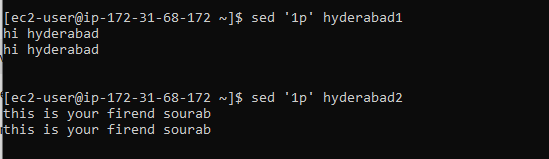 [ec2-user@ip-172-31-68-172 ~]$ sed '1p' hyderabad1
hi hyderabad
hi hyderabad
[ec2-user@ip-172-31-68-172 ~]$ sed '1p' hyderabad2
this is your firend sourab
this is your firend sourab